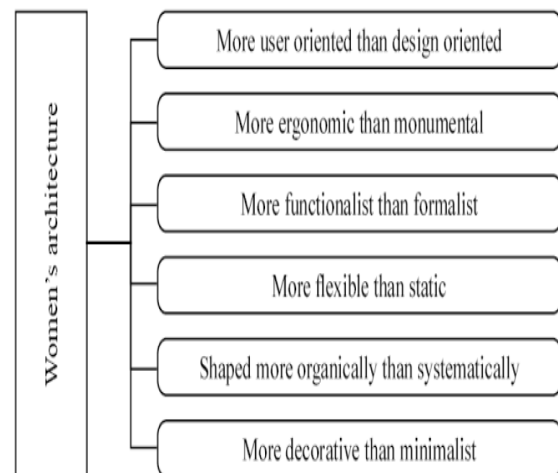 Women's architecture
More user oriented than design oriented
More ergonomic than monumental
More functionalist than formalist
More flexible than static
Shaped more organically than systematically
More decorative than minimalist